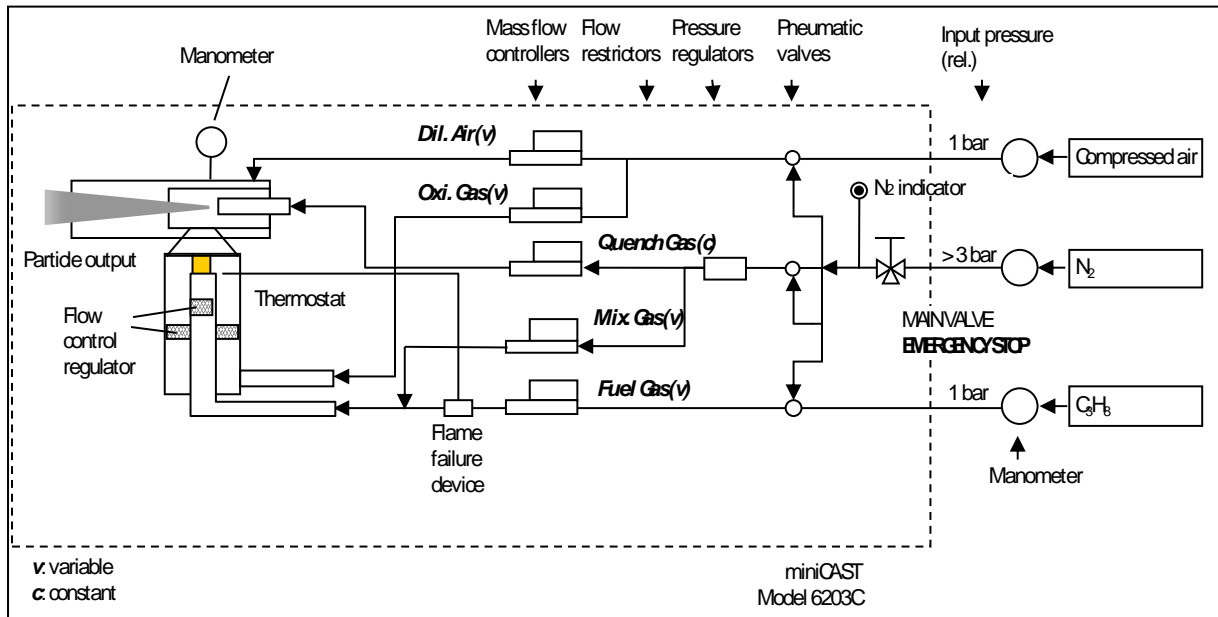 Mass flow
controllers
Flow
restrictors
Pressure
regulators
Pneumatic
valves
Input pressure
(rel.)
Manometer
Dil. Air(v)
1 bar
Compressed air
Oxi. Gas(v)
N2 indicator
Quench Gas(c)
> 3 bar
N2
Particle output
Thermostat
Flow
control
regulator
Mix. Gas(v)
MAIN VALVE
EMERGENCY STOP
Fuel Gas(v)
1 bar
C3H8
Flame
failure
device
Manometer
v: variable
c: constant
miniCAST
Model 6203C